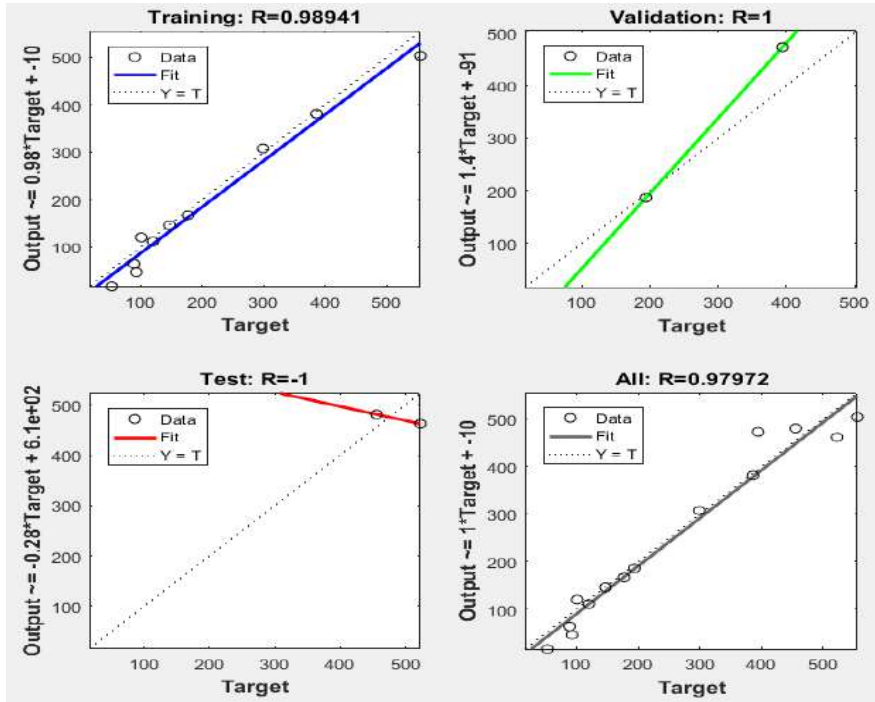 Training: R=0.98941
Output ~= 0.98*Target + -10
500
400
300
200
100
Data
Fit
Y = T
100
200
300
400
500
Target
Validation: R=1
Output ~= 1.4*Target + -91
500
400
300
200
100
Data
Fit
Y = T
100
200
300
400
500
Target
Test: R=-1
Output ~= -0.28*Target + 6.1e+02
500
400
300
200
100
Data
Fit
Y = T
100
200
300
400
500
Target
All: R=0.97972
Output ~= 1*Target + -10
500
400
300
200
100
Data
Fit
Y = T
100
200
300
400
500
Target